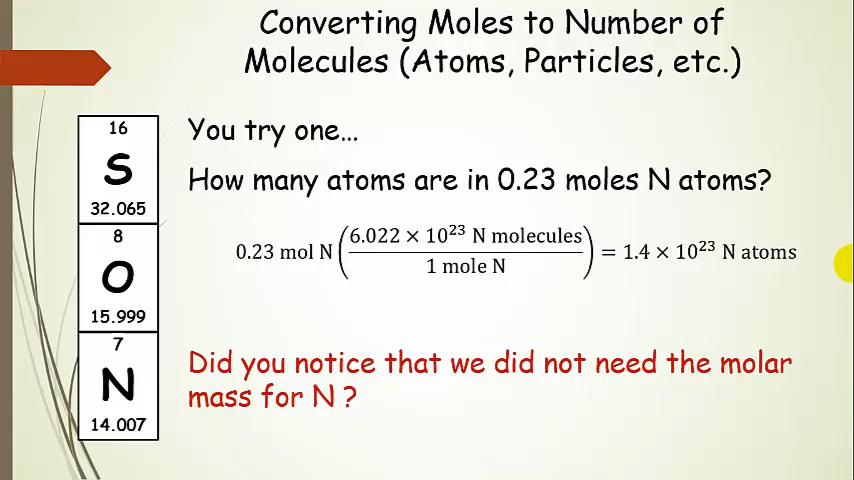 Converting Moles to Number of
Molecules (Atoms, Particles, etc.)
16
S
32.065
8
O
15.999
7
N
14.007
You try one...
How many atoms are in 0.23 moles N atoms?
0.23 mol N (6.022 × 10²³ N molecules / 1 mole N) = 1.4 × 10²³ N atoms
Did you notice that we did not need the molar
mass for N ?